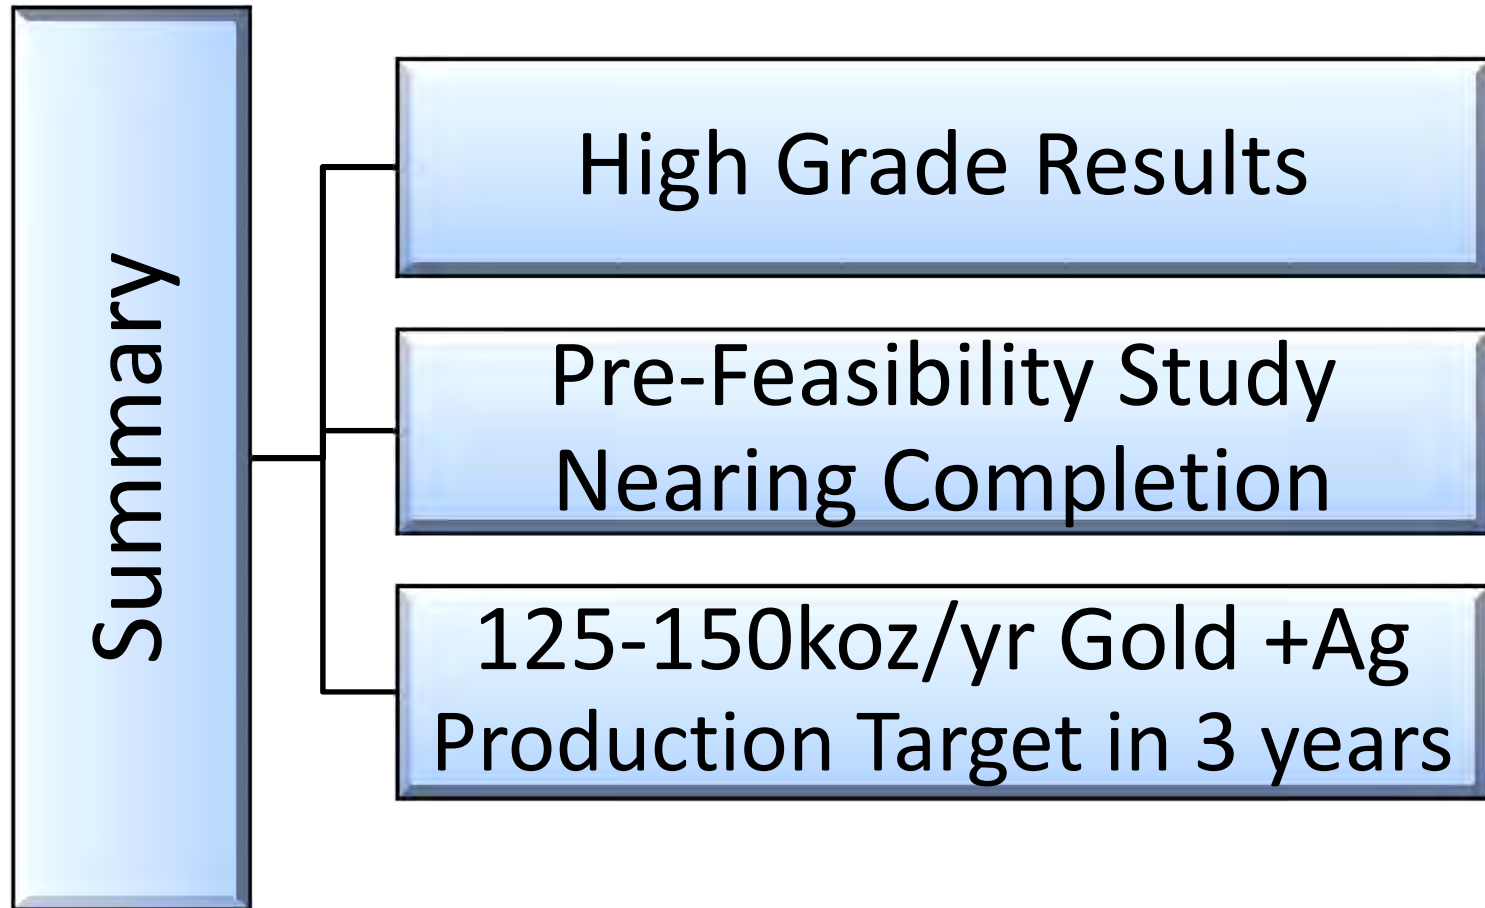 Summary
High Grade Results
Pre-Feasibility Study
Nearing Completion
125-150koz/yr Gold +Ag
Production Target in 3 years